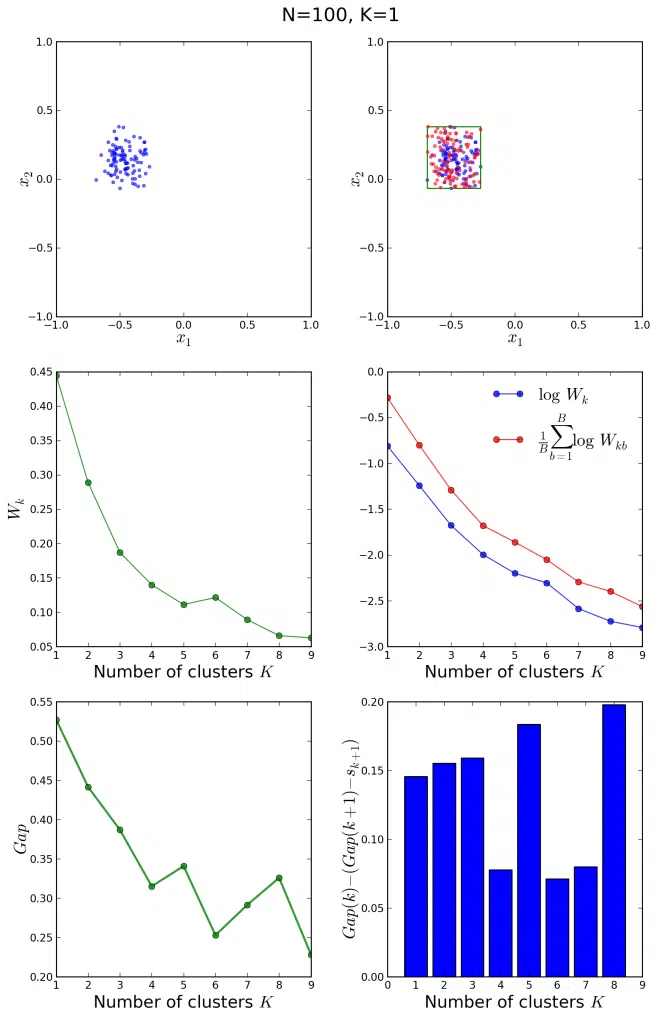 N=100, K=1
1.0
0.5
0.0
−0.5
−1.0
−1.0 −0.5 0.0 0.5 1.0
x₂
x₁
1.0
0.5
0.0
−0.5
−1.0
−1.0 −0.5 0.0 0.5 1.0
x₂
x₁
0.45
0.40
0.35
0.30
0.25
0.20
0.15
0.10
0.05
1 2 3 4 5 6 7 8 9
W_k
Number of clusters K
0.0
−0.5
−1.0
−1.5
−2.0
−2.5
−3.0
1 2 3 4 5 6 7 8 9
log W_k
1/B ∑_{b=1}^{B} log W_{kb}
Number of clusters K
0.55
0.50
0.45
0.40
0.35
0.30
0.25
0.20
1 2 3 4 5 6 7 8 9
Gap
Number of clusters K
0.20
0.15
0.10
0.05
0.00
0 1 2 3 4 5 6 7 8 9
Gap(k)−(Gap(k+1)−s_{k+1})
Number of clusters K